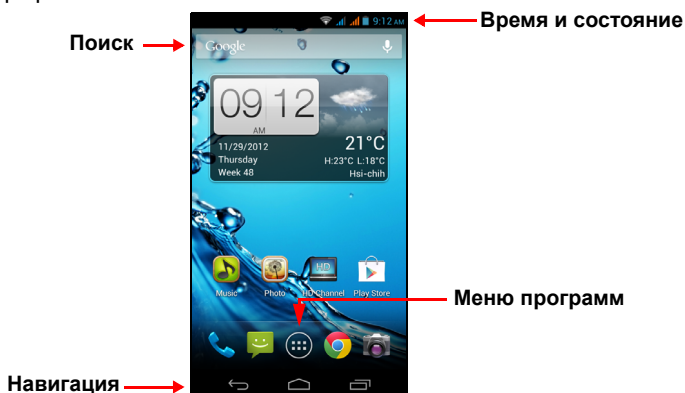 9:12 AM
Время и состояние
Поиск
Google
09 12
AM
11/29/2012
Thursday
Week 48
21°C
H:23°C L:18°C
Hsi-chih
Music
Photo
HD
HD Channel
Play Store
Меню программ
Навигация